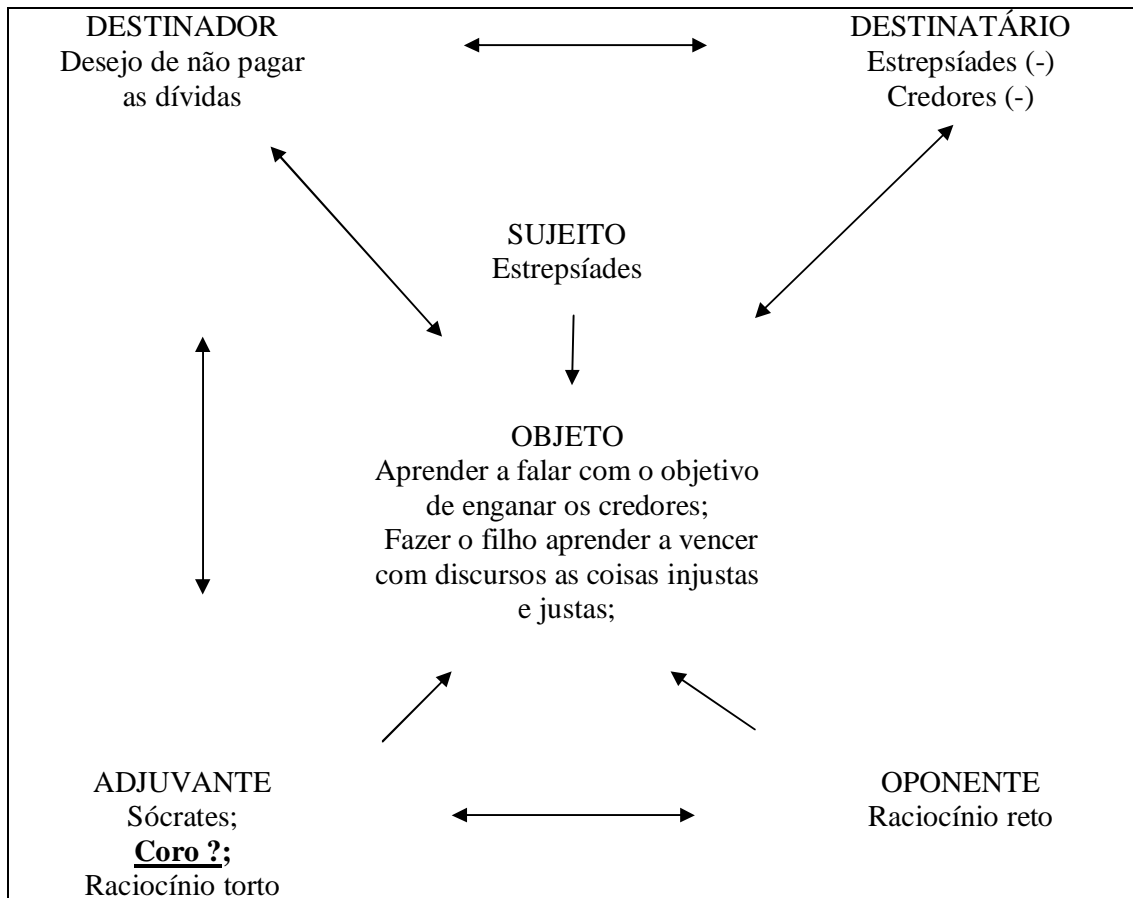 DESTINADOR
Desejo de não pagar
as dívidas
DESTINATÁRIO
Estrepsíades (-)
Credores (-)
SUJEITO
Estrepsíades
OBJETO
Aprender a falar com o objetivo
de enganar os credores;
Fazer o filho aprender a vencer
com discursos as coisas injustas
e justas;
ADJUVANTE
Sócrates;
Coro ?;
Raciocínio torto
OPONENTE
Raciocínio reto